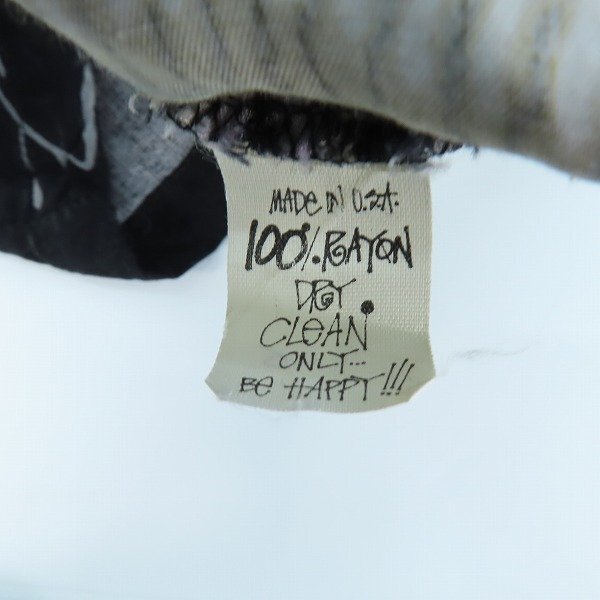 MADE IN U.S.A.
100%.RAYON
DRY
CLEAN
ONLY...
BE HAPPY!!!